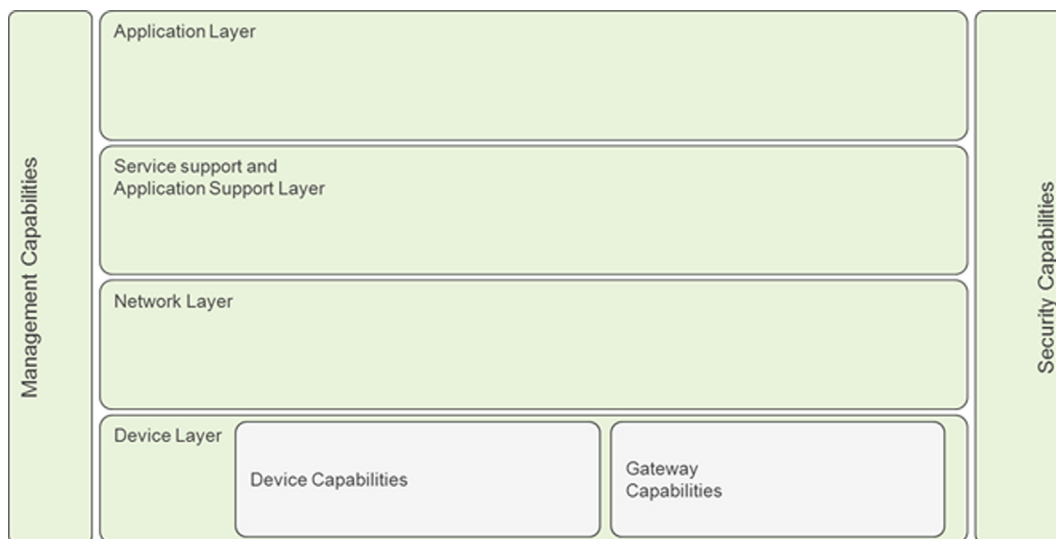 Management Capabilities
Application Layer
Service support and
Application Support Layer
Network Layer
Device Layer
Device Capabilities
Gateway
Capabilities
Security Capabilities